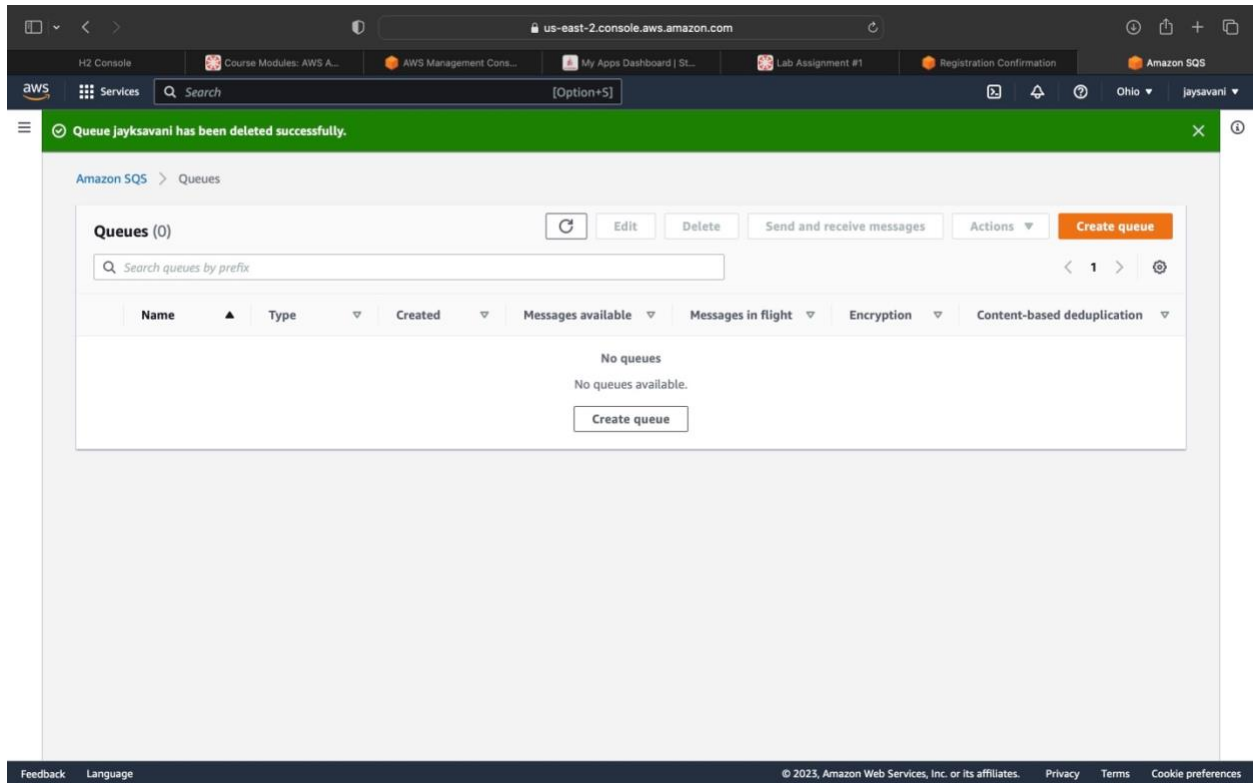 us-east-2.console.aws.amazon.com
H2 Console
Course Modules: AWS A...
AWS Management Cons...
My Apps Dashboard | St...
Lab Assignment #1
Registration Confirmation
Amazon SQS
aws Services Search [Option+S] Ohio jaysavani
Queue jayksavani has been deleted successfully.
Amazon SQS > Queues
Queues (0) Edit Delete Send and receive messages Actions Create queue
Search queues by prefix 1
Name Type Created Messages available Messages in flight Encryption Content-based deduplication
No queues
No queues available.
Create queue
Feedback Language © 2023, Amazon Web Services, Inc. or its affiliates. Privacy Terms Cookie preferences